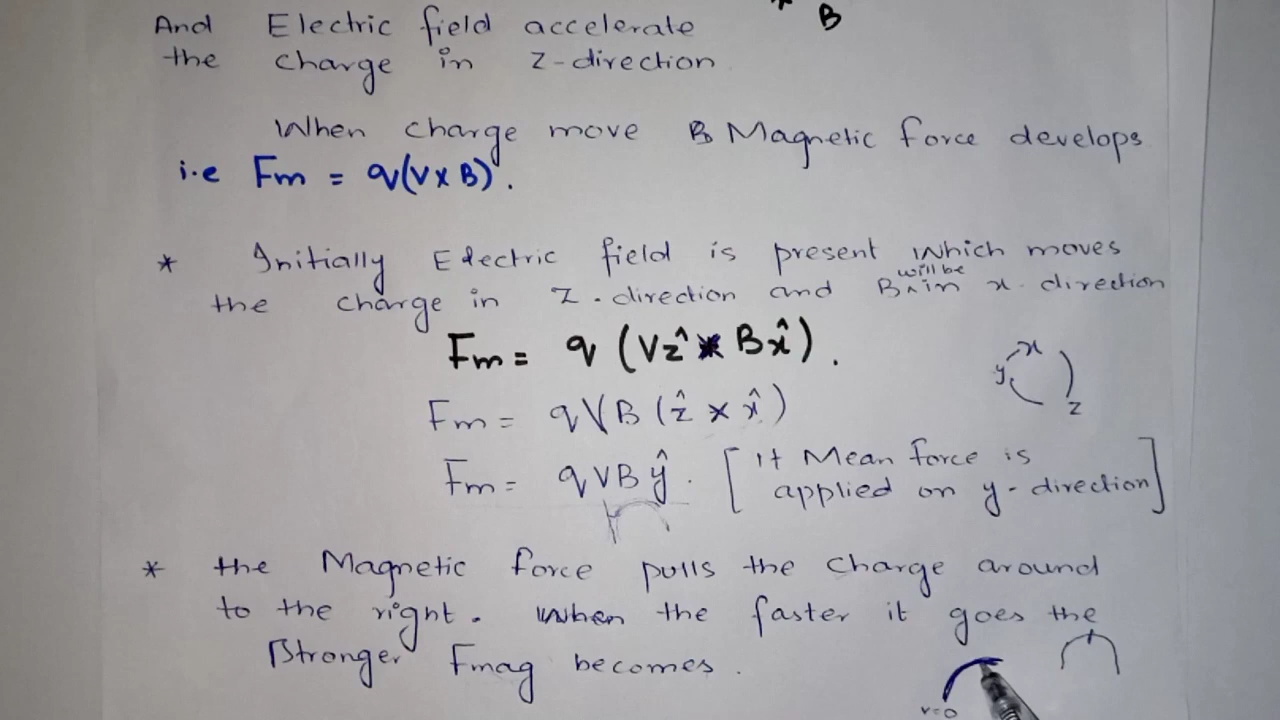 B
And Electric field accelerate
the charge in z-direction
When charge move B Magnetic force develops
i.e Fm = q(V×B).
* Initially Electric field is present which moves
the charge in z.direction and B will be in x direction
Fm = q (Vẑ × Bx̂).
Fm = qVB (ẑ × x̂)
x
y
z
Fm = qVB ŷ. [It Mean force is
applied on y-direction]
* the Magnetic force pulls the charge around
to the right. When the faster it goes the
Stronger Fmag becomes.
v=0